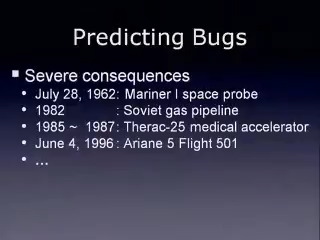 Predicting Bugs
Severe consequences
July 28, 1962: Mariner I space probe
1982 : Soviet gas pipeline
1985 ~ 1987: Therac-25 medical accelerator
June 4, 1996 : Ariane 5 Flight 501
...